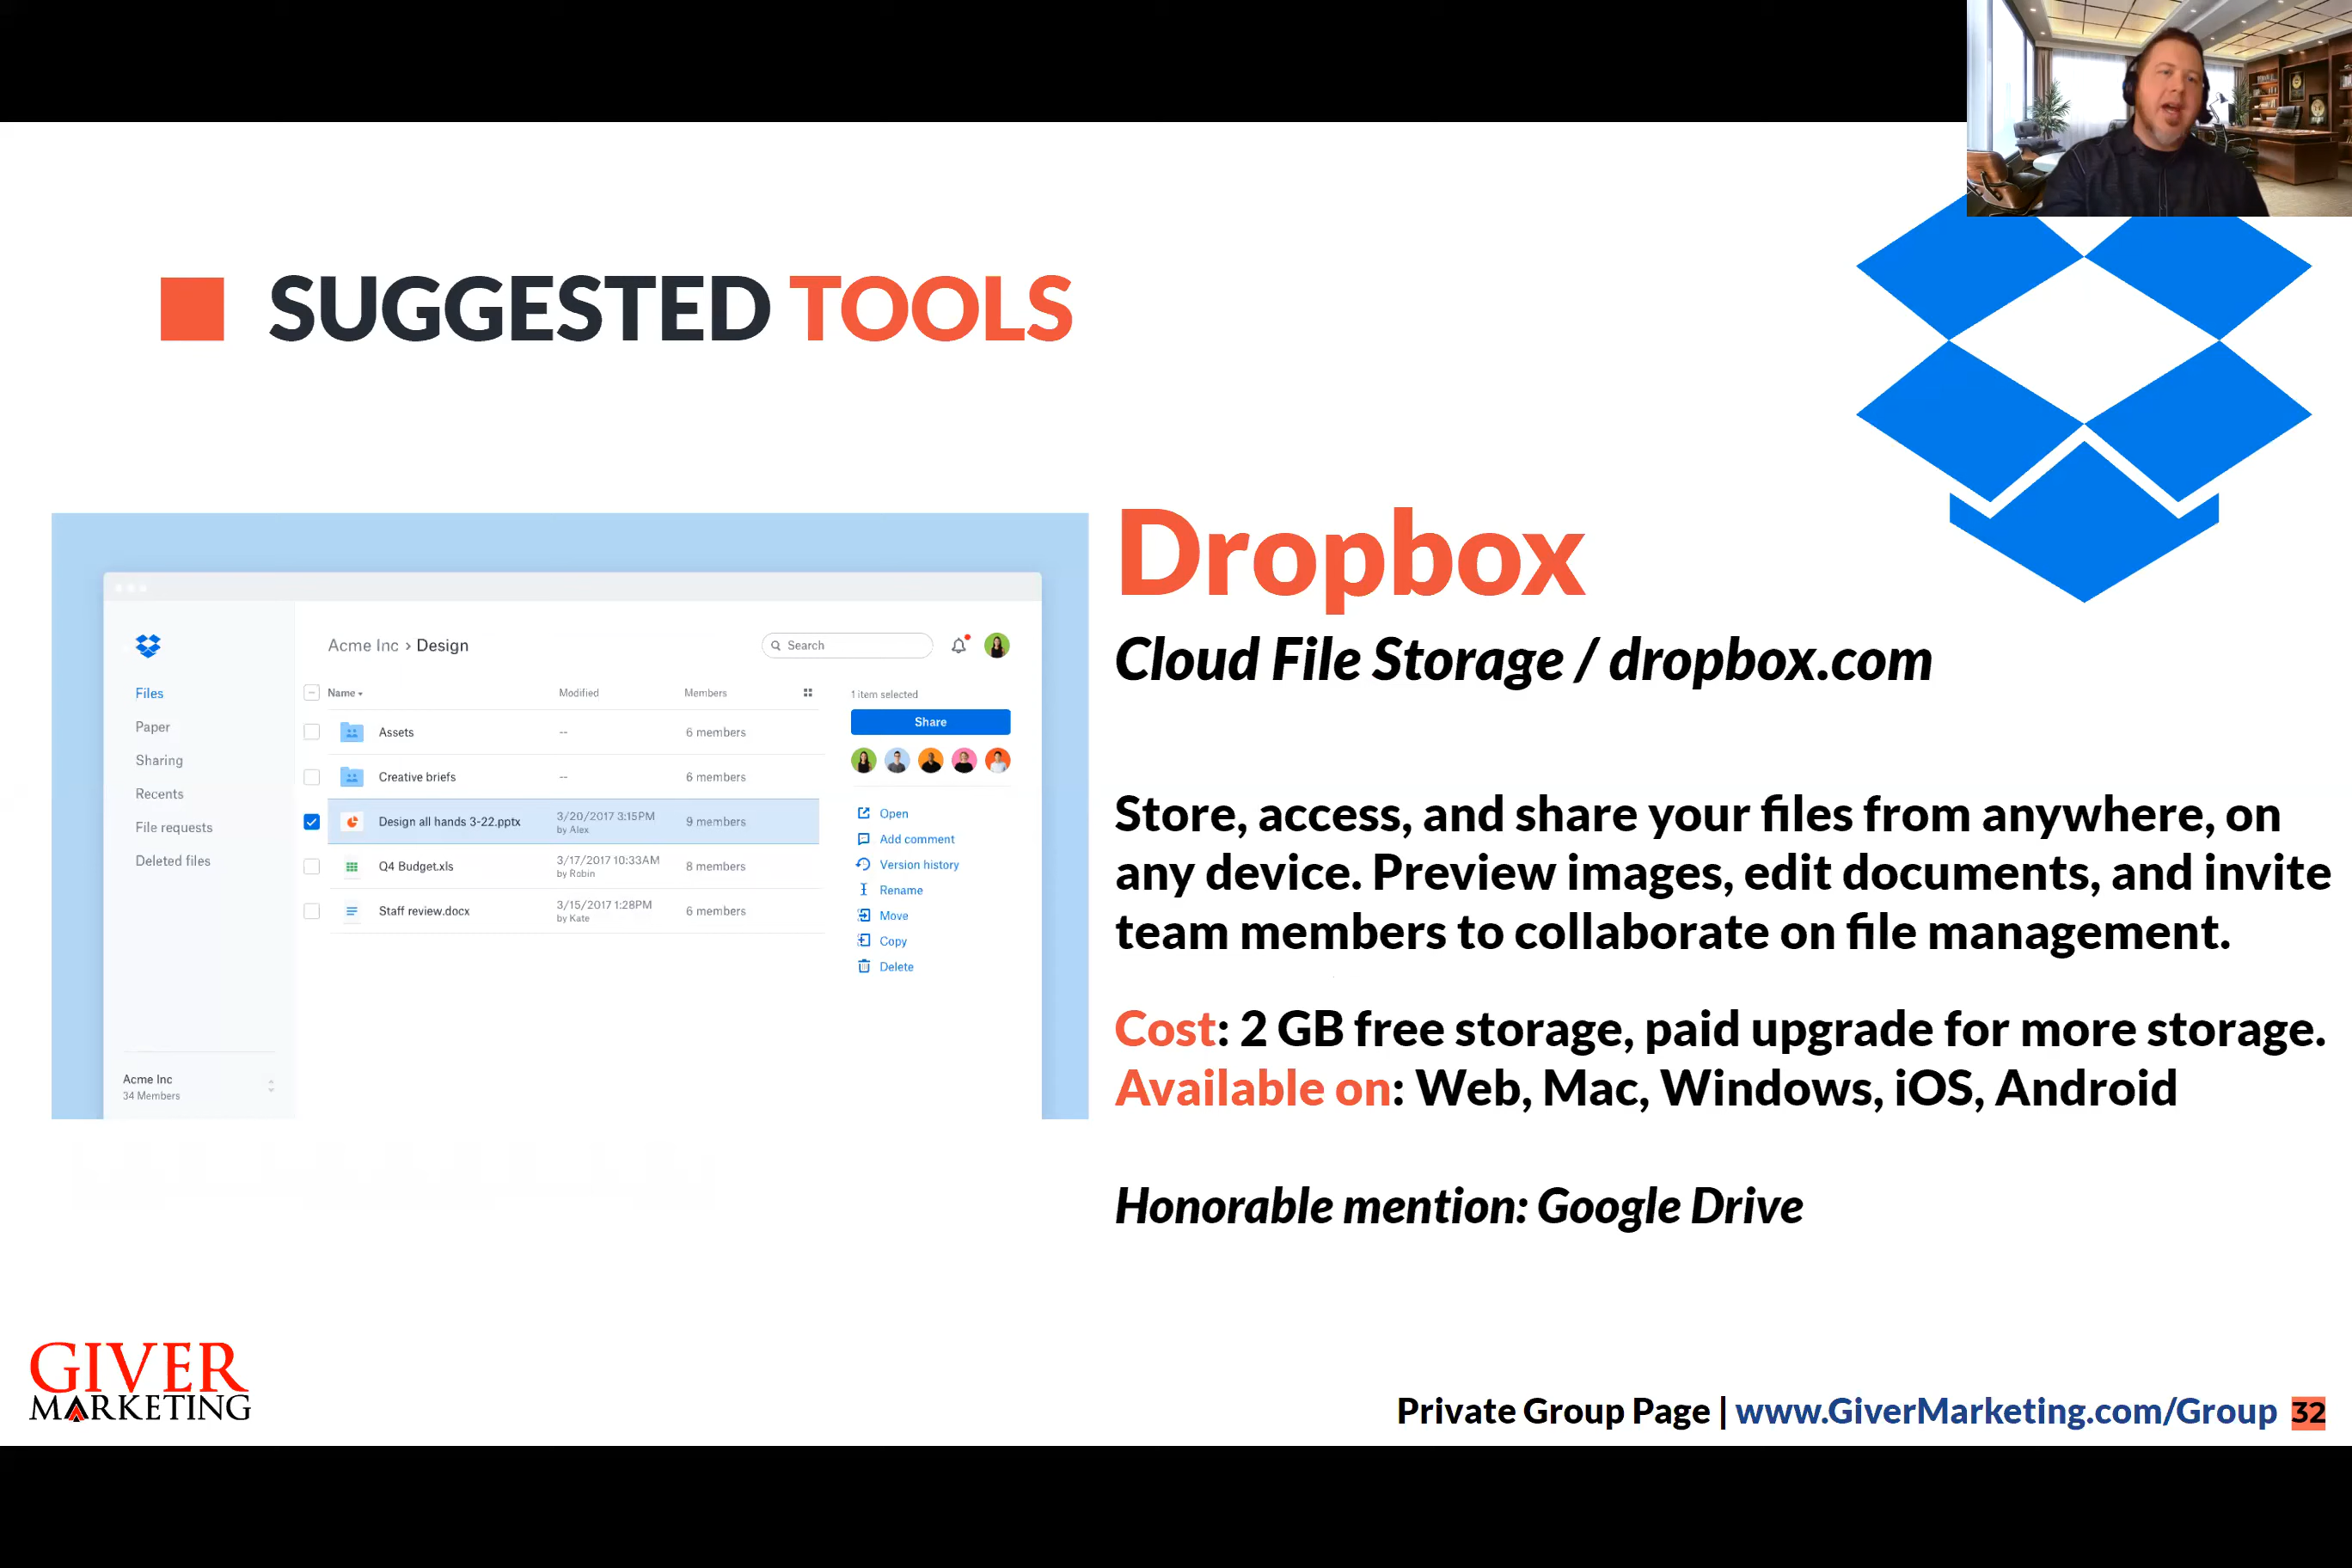 SUGGESTED TOOLS
Acme Inc › Design
Search
Files
Paper
Sharing
Recents
File requests
Deleted files
Acme Inc
34 Members
Name Modified Members
Assets -- 6 members
Creative briefs -- 6 members
Design all hands 3-22.pptx 3/20/2017 3:15PM 9 members
by Alex
Q4 Budget.xls 3/17/2017 10:33AM 8 members
by Robin
Staff review.docx 3/15/2017 1:28PM 6 members
by Kate
1 item selected
Share
Open
Add comment
Version history
Rename
Move
Copy
Delete
Dropbox
Cloud File Storage / dropbox.com
Store, access, and share your files from anywhere, on
any device. Preview images, edit documents, and invite
team members to collaborate on file management.
Cost: 2 GB free storage, paid upgrade for more storage.
Available on: Web, Mac, Windows, iOS, Android
Honorable mention: Google Drive
GIVER
MARKETING
Private Group Page | www.GiverMarketing.com/Group 32